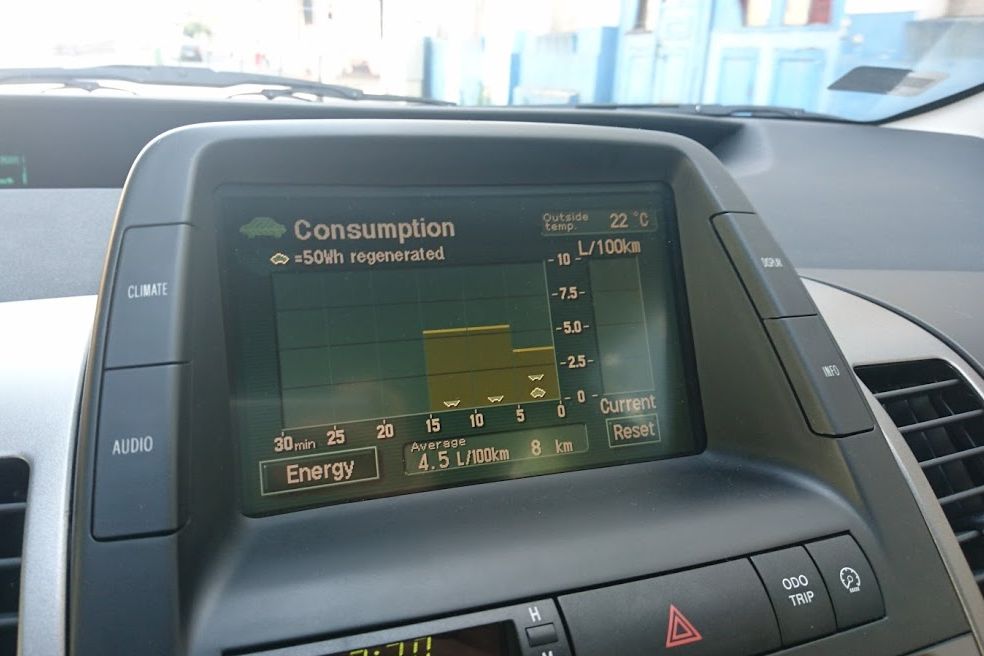 Consumption
Outside temp. 22 °C
=50Wh regenerated
L/100km
10
7.5
5.0
2.5
0
30min 25 20 15 10 5 0
Current
Reset
Average
4.5 L/100km 8 km
Energy
CLIMATE
AUDIO
DISPLAY
INFO
H
M
ODO
TRIP